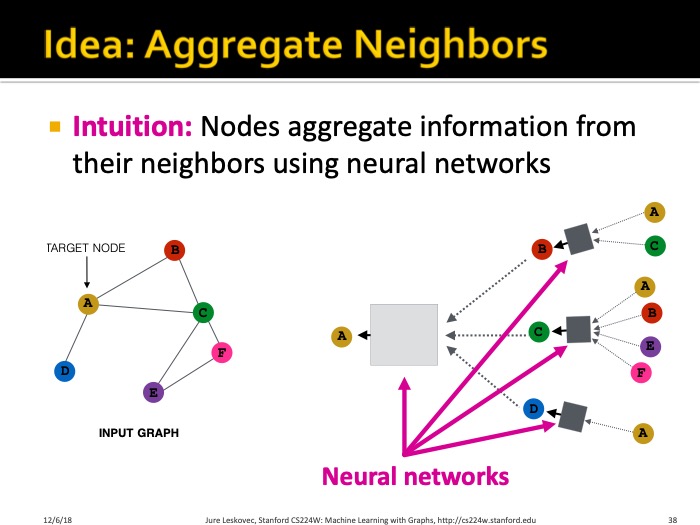 Idea: Aggregate Neighbors
Intuition: Nodes aggregate information from
their neighbors using neural networks
TARGET NODE
A
B
C
D
E
F
INPUT GRAPH
A
B
C
D
A
C
A
B
E
F
A
Neural networks
12/6/18
Jure Leskovec, Stanford CS224W: Machine Learning with Graphs, http://cs224w.stanford.edu
38